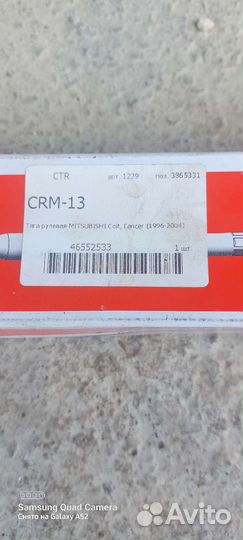 CTR арт. 1239 поз. 3865331
CRM-13
Тяга рулевая MITSUBISHI Colt, Lancer (1996-2004)
46552533 1 шт.
Samsung Quad Camera
Снято на Galaxy A52
Avito